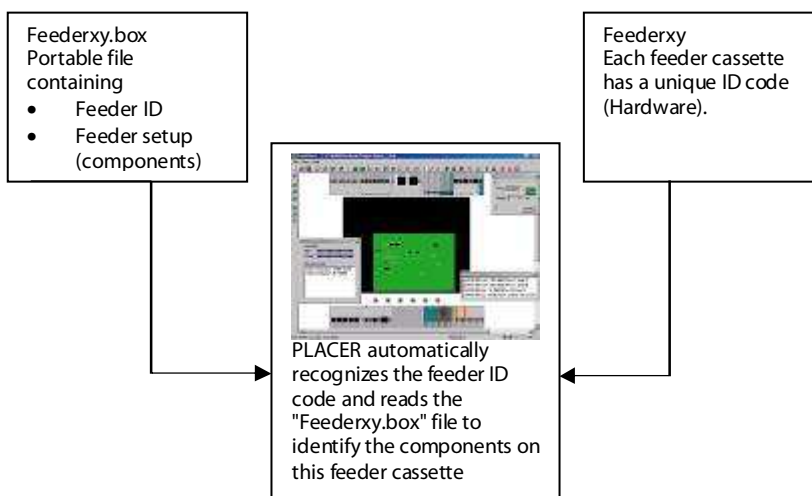 Feederxy.box
Portable file
containing
• Feeder ID
• Feeder setup
(components)
Feederxy
Each feeder cassette
has a unique ID code
(Hardware).
PLACER automatically
recognizes the feeder ID
code and reads the
"Feederxy.box" file to
identify the components on
this feeder cassette